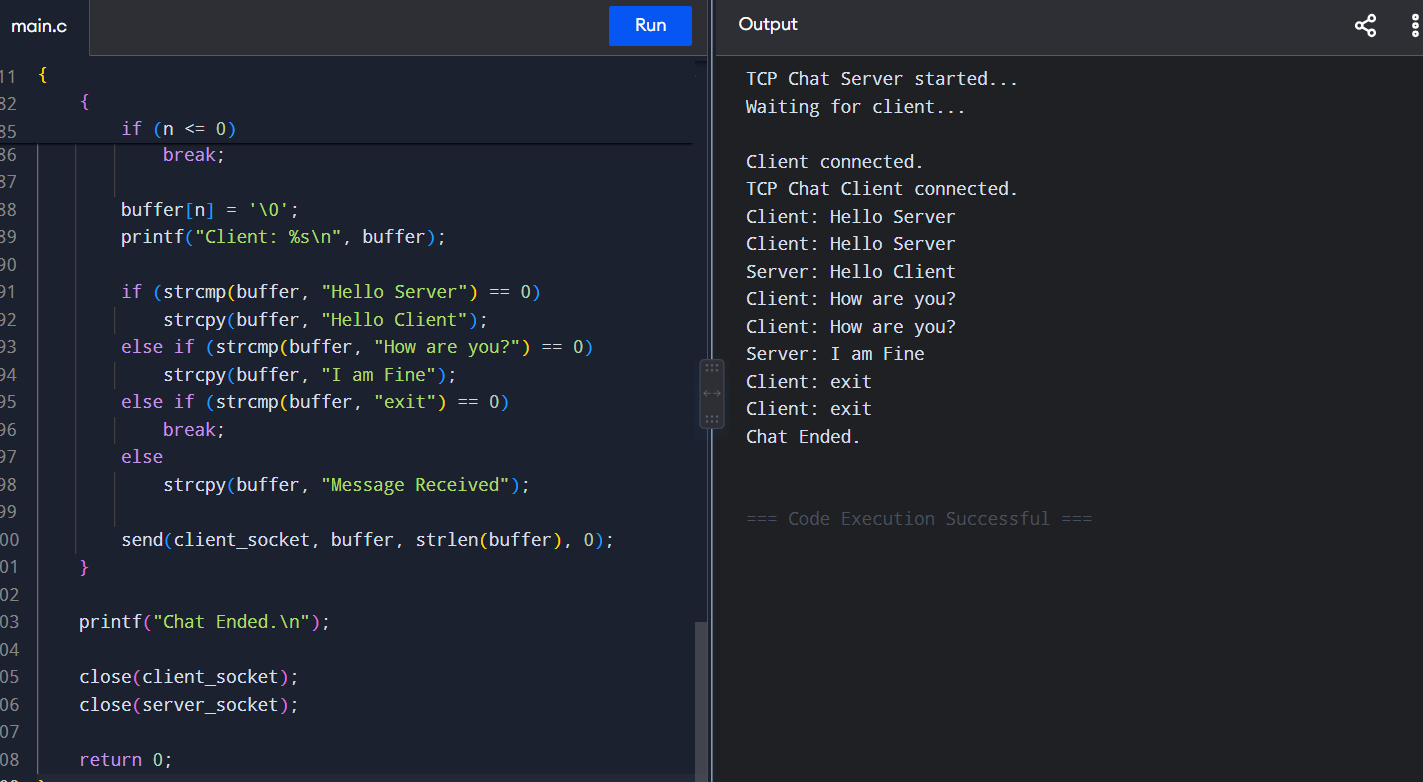 main.c
Run
11 {
82 {
85 if (n <= 0)
86 break;
87
88 buffer[n] = '\0';
89 printf("Client: %s\n", buffer);
90
91 if (strcmp(buffer, "Hello Server") == 0)
92 strcpy(buffer, "Hello Client");
93 else if (strcmp(buffer, "How are you?") == 0)
94 strcpy(buffer, "I am Fine");
95 else if (strcmp(buffer, "exit") == 0)
96 break;
97 else
98 strcpy(buffer, "Message Received");
99
00 send(client_socket, buffer, strlen(buffer), 0);
01 }
02
03 printf("Chat Ended.\n");
04
05 close(client_socket);
06 close(server_socket);
07
08 return 0;
Output
TCP Chat Server started...
Waiting for client...
Client connected.
TCP Chat Client connected.
Client: Hello Server
Client: Hello Server
Server: Hello Client
Client: How are you?
Client: How are you?
Server: I am Fine
Client: exit
Client: exit
Chat Ended.
=== Code Execution Successful ===